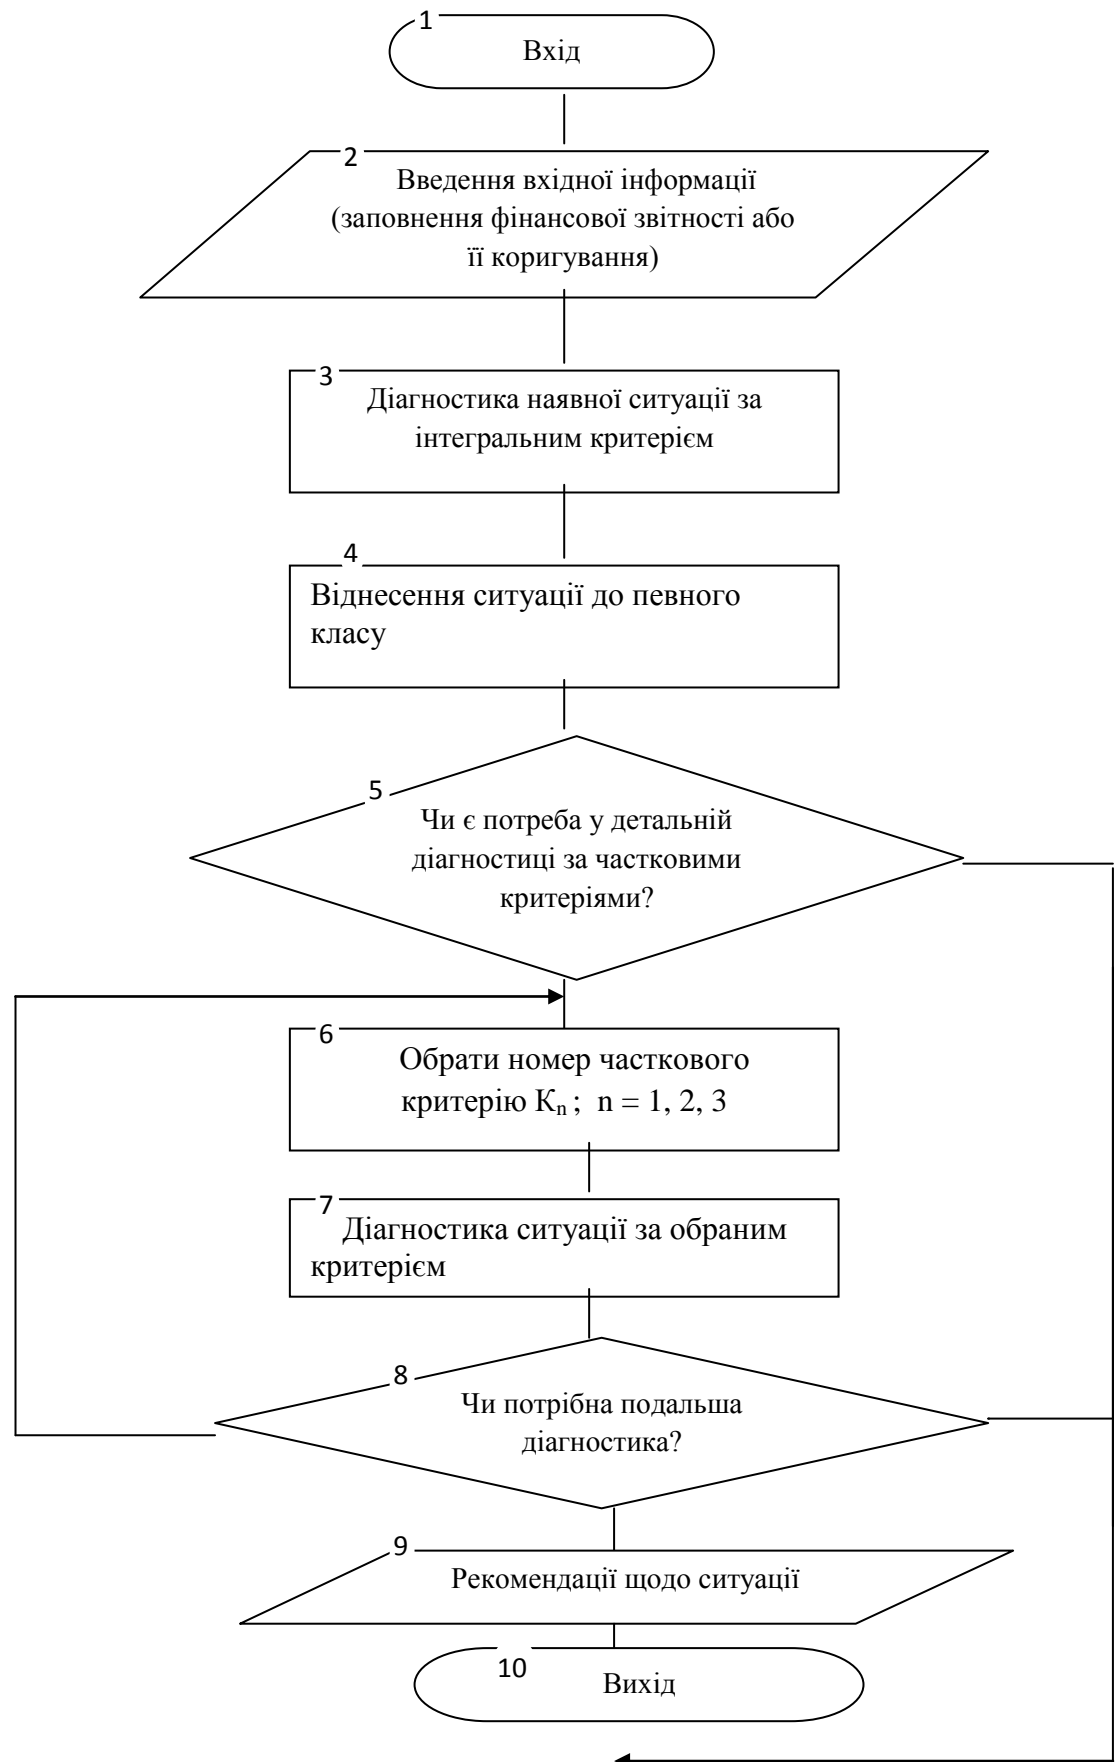 1
Вхід
2
Введення вхідної інформації
(заповнення фінансової звітності або
її коригування)
3
Діагностика наявної ситуації за
інтегральним критерієм
4
Віднесення ситуації до певного
класу
5
Чи є потреба у детальній
діагностиці за частковими
критеріями?
6
Обрати номер часткового
критерію Kₙ ; n = 1, 2, 3
7
Діагностика ситуації за обраним
критерієм
8
Чи потрібна подальша
діагностика?
9
Рекомендації щодо ситуації
10
Вихід